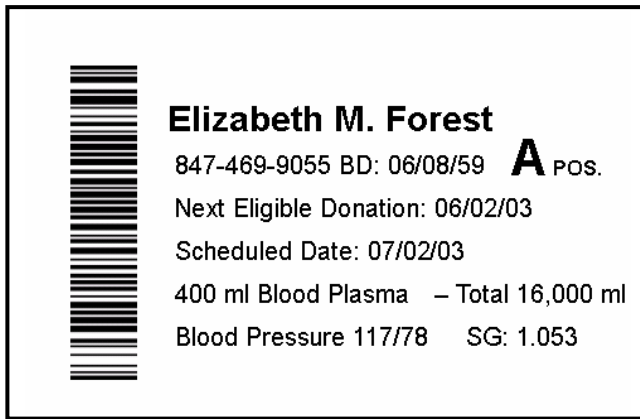 Elizabeth M. Forest
847-469-9055 BD: 06/08/59 A POS.
Next Eligible Donation: 06/02/03
Scheduled Date: 07/02/03
400 ml Blood Plasma – Total 16,000 ml
Blood Pressure 117/78 SG: 1.053